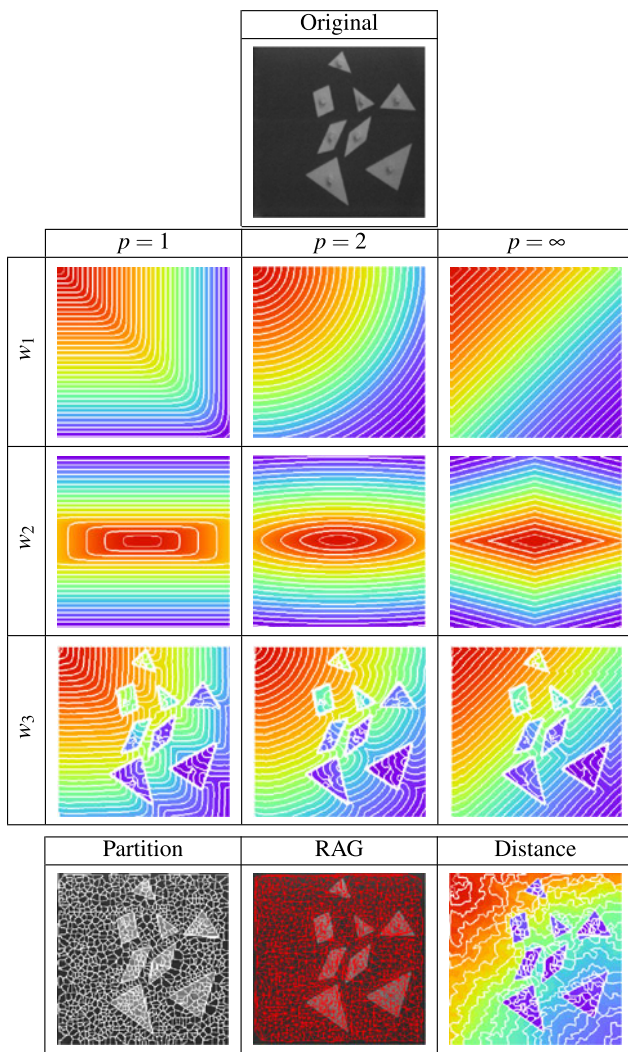 Original
p = 1 p = 2 p = ∞
w1
w2
w3
Partition RAG Distance